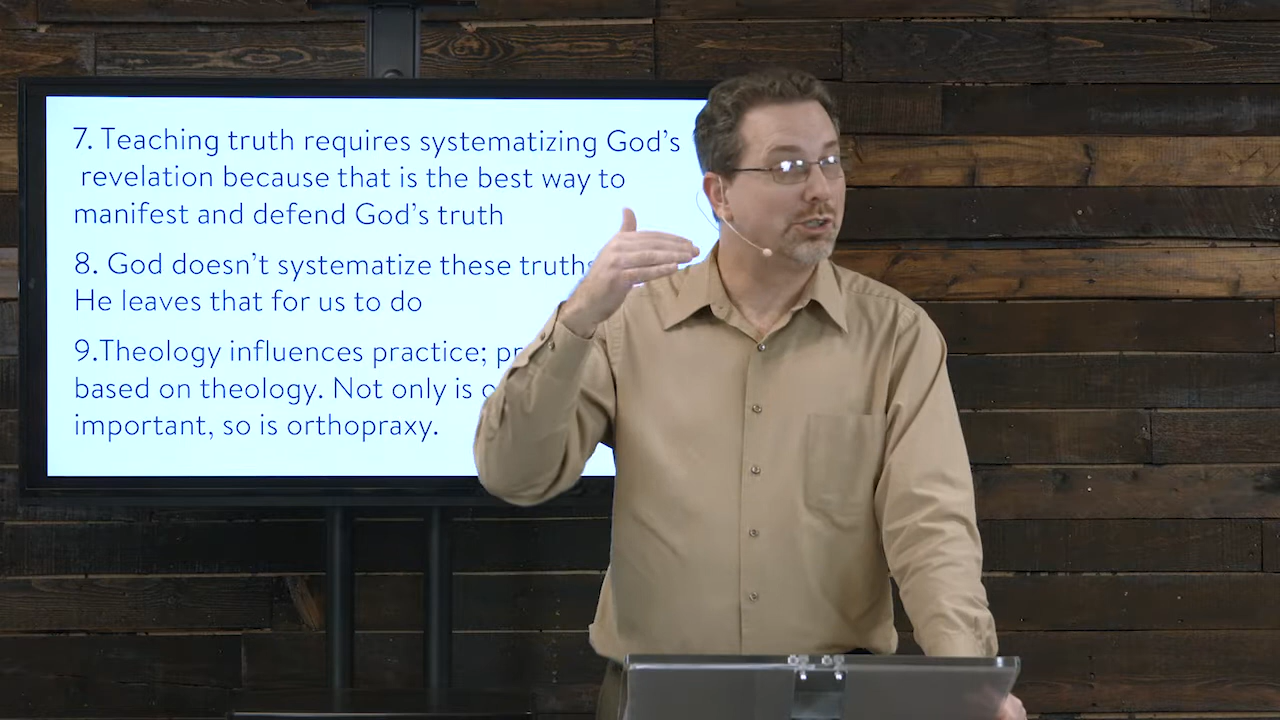 7. Teaching truth requires systematizing God's
revelation because that is the best way to
manifest and defend God's truth
8. God doesn't systematize these truths
He leaves that for us to do
9.Theology influences practice;
based on theology. Not only is
important, so is orthopraxy.